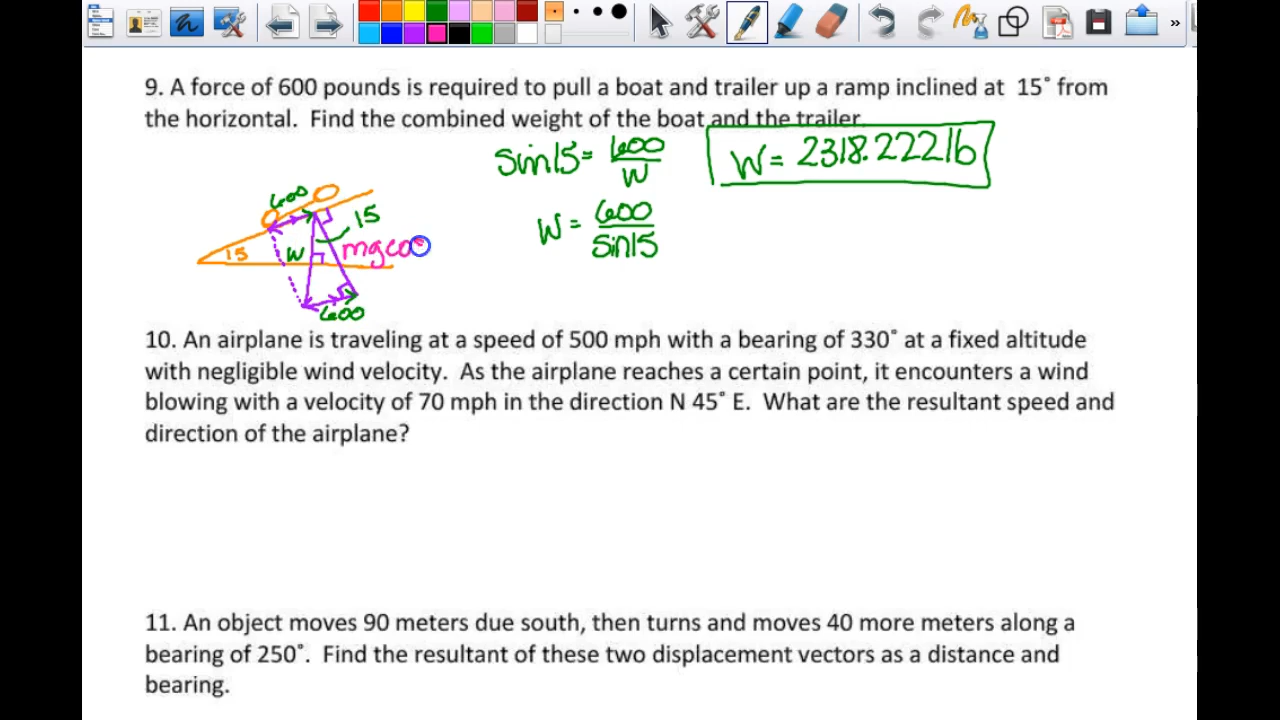 »
9. A force of 600 pounds is required to pull a boat and trailer up a ramp inclined at 15˚ from
the horizontal. Find the combined weight of the boat and the trailer.
sin15 = 600/W
W = 2318.222 lb
W = 600/sin15
600
15
15
W
mgcos
600
10. An airplane is traveling at a speed of 500 mph with a bearing of 330˚ at a fixed altitude
with negligible wind velocity. As the airplane reaches a certain point, it encounters a wind
blowing with a velocity of 70 mph in the direction N 45˚ E. What are the resultant speed and
direction of the airplane?
11. An object moves 90 meters due south, then turns and moves 40 more meters along a
bearing of 250˚. Find the resultant of these two displacement vectors as a distance and
bearing.